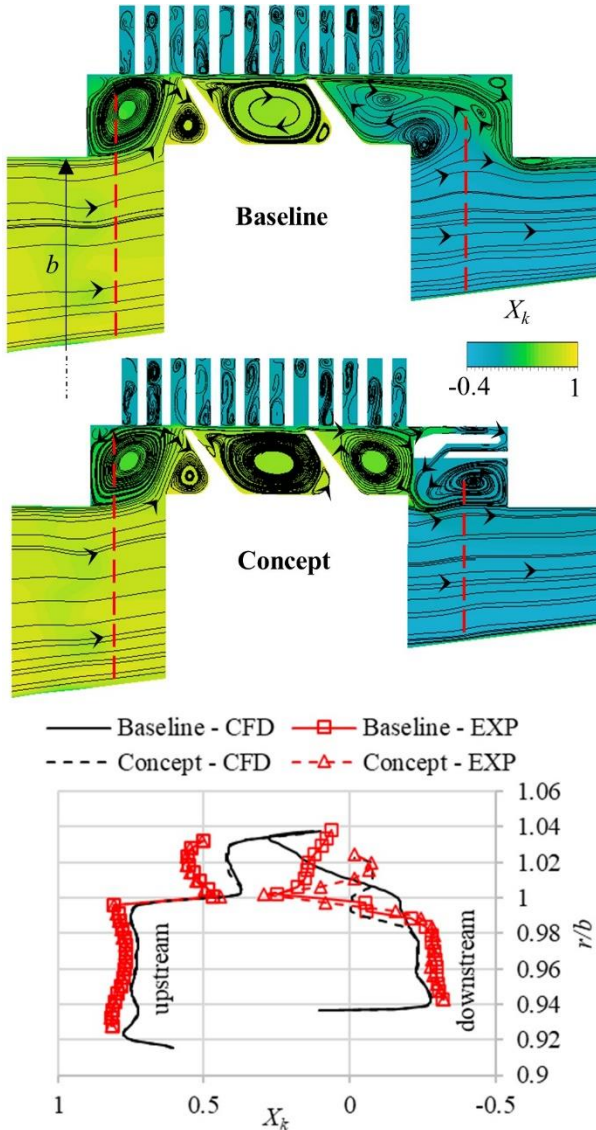 b
Baseline
X_k
-0.4 1
Concept
Baseline - CFD Baseline - EXP
Concept - CFD Concept - EXP
1.06
1.04
1.02
1
0.98
0.96
0.94
0.92
0.9
r/b
upstream
downstream
1 0.5 0 -0.5
X_k